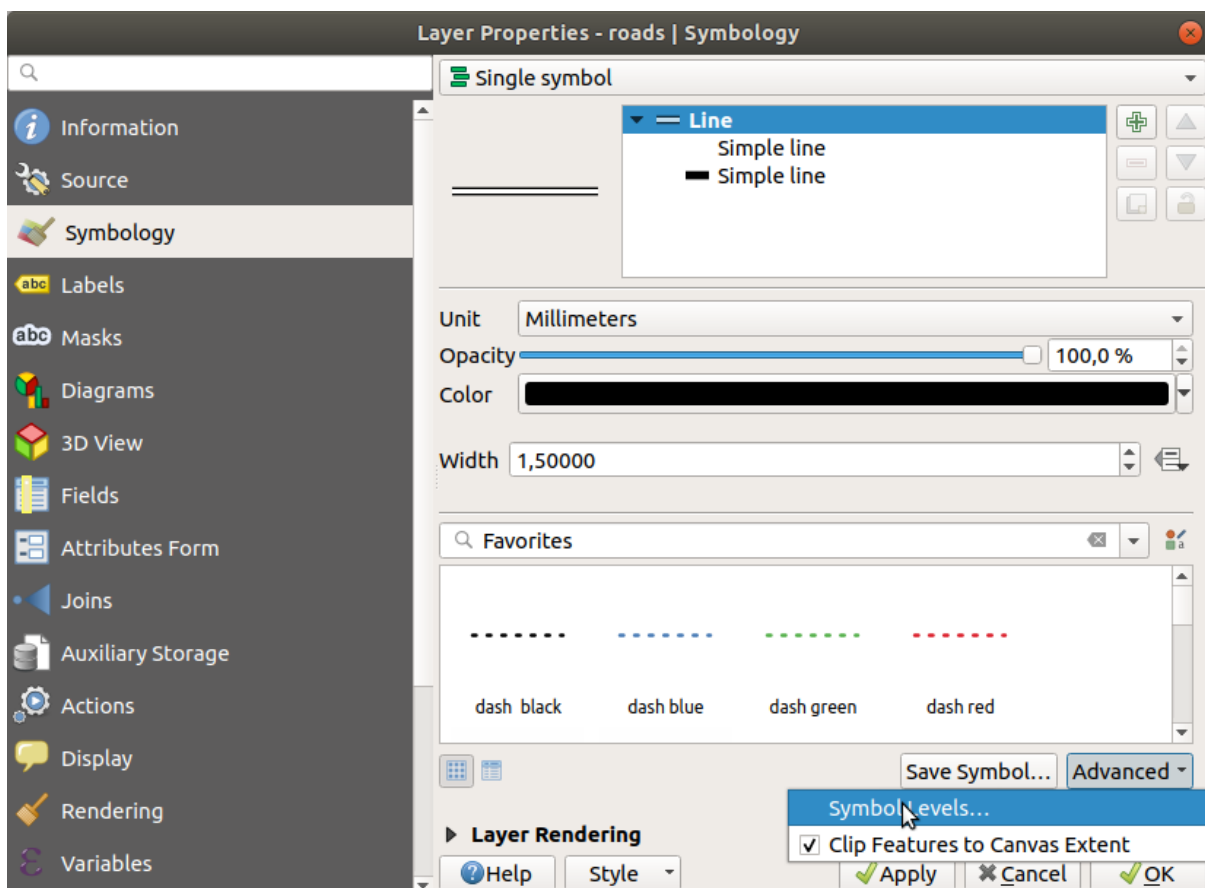 Layer Properties - roads | Symbology
Single symbol
Information
Source
Symbology
Labels
Masks
Diagrams
3D View
Fields
Attributes Form
Joins
Auxiliary Storage
Actions
Display
Rendering
Variables
Line
Simple line
Simple line
Unit Millimeters
Opacity 100,0 %
Color
Width 1,50000
Favorites
dash black dash blue dash green dash red
Save Symbol... Advanced
Symbol Levels...
Clip Features to Canvas Extent
Layer Rendering
Help Style Apply Cancel OK